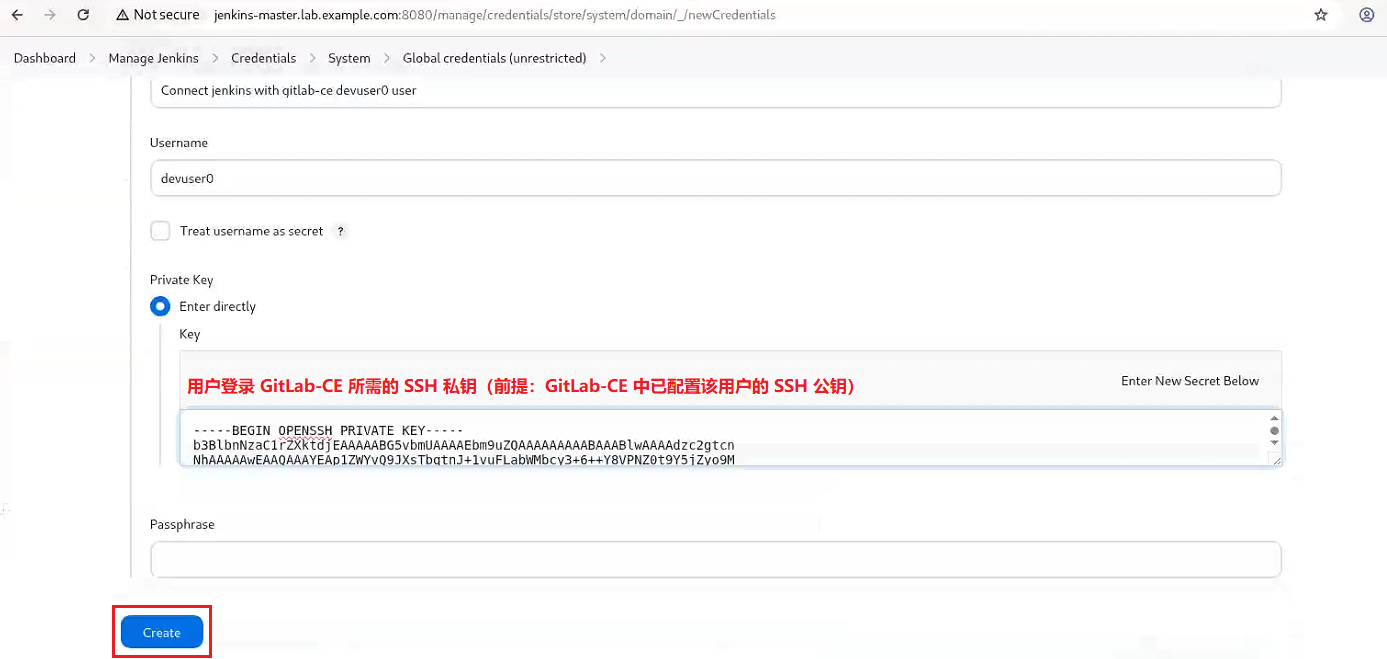 Not secure jenkins-master.lab.example.com:8080/manage/credentials/store/system/domain/_/newCredentials
Dashboard > Manage Jenkins > Credentials > System > Global credentials (unrestricted) >
Connect jenkins with gitlab-ce devuser0 user
Username
devuser0
Treat username as secret ?
Private Key
Enter directly
Key
用户登录 GitLab-CE 所需的 SSH 私钥（前提：GitLab-CE 中已配置该用户的 SSH 公钥）
Enter New Secret Below
-----BEGIN OPENSSH PRIVATE KEY-----
b3BlbnNzaC1rZXktdjEAAAAABG5vbmUAAAAEbm9uZQAAAAAAAAABAAABlwAAAAdzc2gtcn
NhAAAAAwEAAQAAAYEAp1ZWYvQ9JXsTbqtnJ+1vuFLabWMbcy3+6++Y8VPNZ0t9Y5jZyo9M
Passphrase
Create